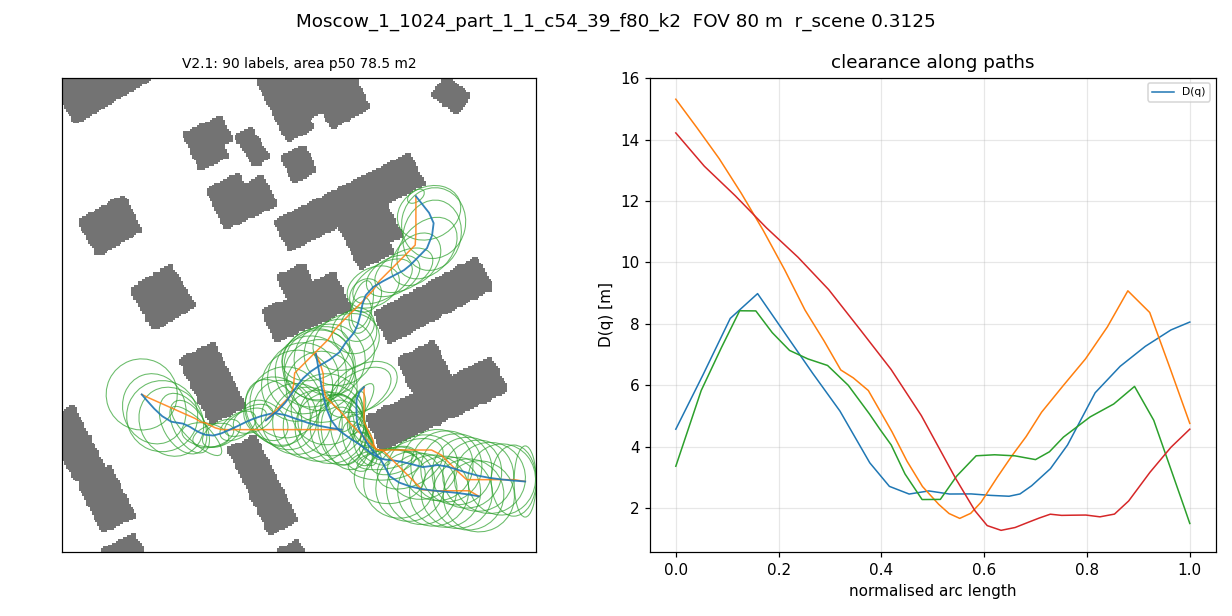 Moscow_1_1024_part_1_1_c54_39_f80_k2 FOV 80 m r_scene 0.3125
V2.1: 90 labels, area p50 78.5 m2
clearance along paths
D(q)
16
14
12
10
8
6
4
2
D(q) [m]
0.0 0.2 0.4 0.6 0.8 1.0
normalised arc length